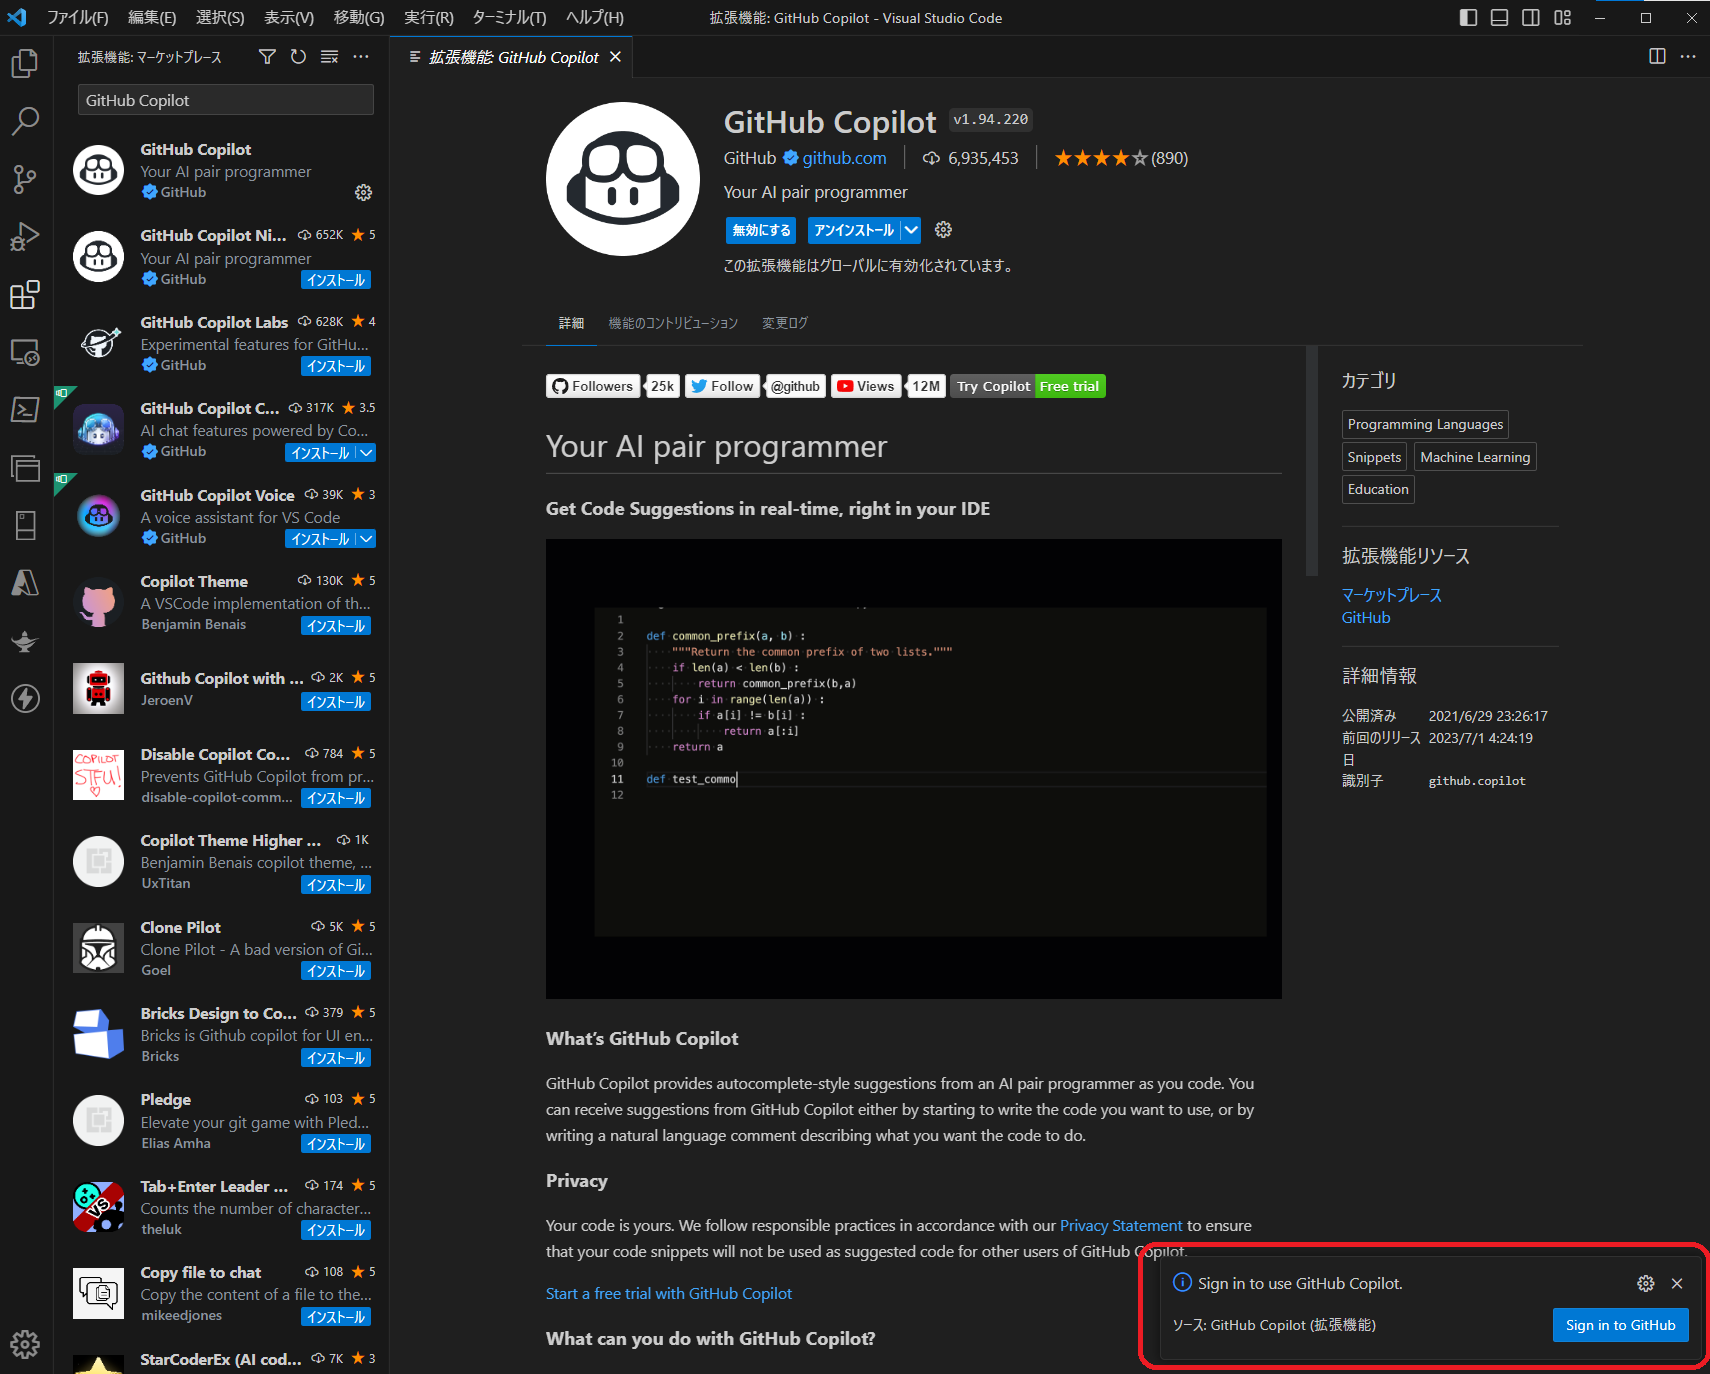 ファイル(F) 編集(E) 選択(S) 表示(V) 移動(G) 実行(R) ターミナル(T) ヘルプ(H) 拡張機能: GitHub Copilot - Visual Studio Code
拡張機能: マーケットプレース
GitHub Copilot
GitHub Copilot
Your AI pair programmer
GitHub
GitHub Copilot Ni... 652K 5
Your AI pair programmer
GitHub インストール
GitHub Copilot Labs 628K 4
Experimental features for GitHu...
GitHub インストール
GitHub Copilot C... 317K 3.5
AI chat features powered by Co...
GitHub インストール
GitHub Copilot Voice 39K 3
A voice assistant for VS Code
GitHub インストール
Copilot Theme 130K 5
A VSCode implementation of th...
Benjamin Benais インストール
Github Copilot with ... 2K 5
JeroenV インストール
COPILOT
STFU!
Disable Copilot Co... 784 5
Prevents GitHub Copilot from pr...
disable-copilot-comm... インストール
Copilot Theme Higher ... 1K
Benjamin Benais copilot theme, ...
UxTitan インストール
Clone Pilot 5K 5
Clone Pilot - A bad version of Gi...
Goel インストール
Bricks Design to Co... 379 5
Bricks is Github copilot for UI en...
Bricks インストール
Pledge 103 5
Elevate your git game with Pled...
Elias Amha インストール
VS
Tab+Enter Leader ... 174 5
Counts the number of character...
theluk インストール
Copy file to chat 108 5
Copy the content of a file to the...
mikeedjones インストール
StarCoderEx (AI cod... 7K 3
拡張機能: GitHub Copilot
GitHub Copilot v1.94.220
GitHub github.com 6,935,453 (890)
Your AI pair programmer
無効にする アンインストール
この拡張機能はグローバルに有効化されています。
詳細 機能のコントリビューション 変更ログ
Followers 25k Follow @github Views 12M Try Copilot Free trial
Your AI pair programmer
Get Code Suggestions in real-time, right in your IDE
1
2 def common_prefix(a, b) :
3 """Return the common prefix of two lists."""
4 if len(a) < len(b) :
5 return common_prefix(b,a)
6 for i in range(len(a)) :
7 if a[i] != b[i] :
8 return a[:i]
9 return a
10
11 def test_commo
12
What's GitHub Copilot
GitHub Copilot provides autocomplete-style suggestions from an AI pair programmer as you code. You
can receive suggestions from GitHub Copilot either by starting to write the code you want to use, or by
writing a natural language comment describing what you want the code to do.
Privacy
Your code is yours. We follow responsible practices in accordance with our Privacy Statement to ensure
that your code snippets will not be used as suggested code for other users of GitHub Copilot.
Start a free trial with GitHub Copilot
What can you do with GitHub Copilot?
カテゴリ
Programming Languages
Snippets Machine Learning
Education
拡張機能リソース
マーケットプレース
GitHub
詳細情報
公開済み 2021/6/29 23:26:17
前回のリリース 2023/7/1 4:24:19
日
識別子 github.copilot
Sign in to use GitHub Copilot.
ソース: GitHub Copilot (拡張機能) Sign in to GitHub